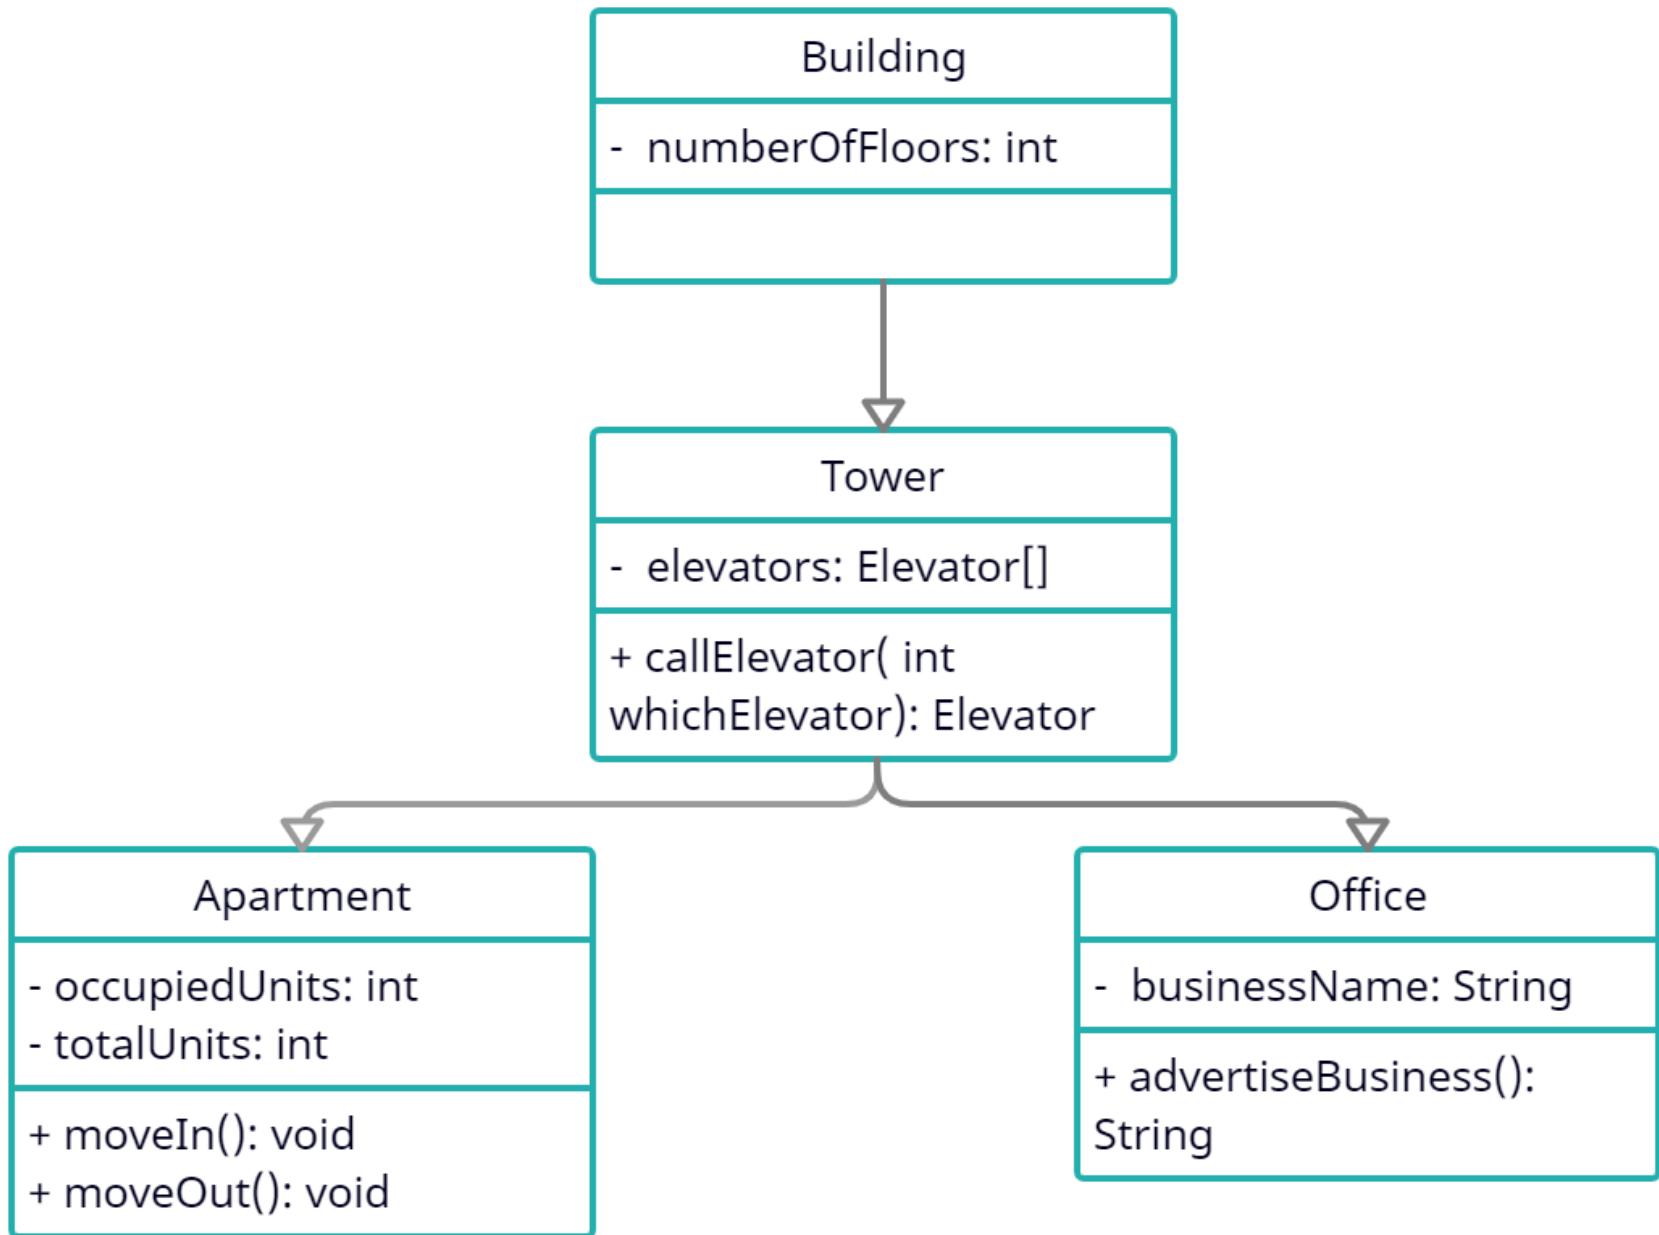 Building
- numberOfFloors: int
Tower
- elevators: Elevator[]
+ callElevator( int
whichElevator): Elevator
Apartment
- occupiedUnits: int
- totalUnits: int
+ moveIn(): void
+ moveOut(): void
Office
- businessName: String
+ advertiseBusiness():
String